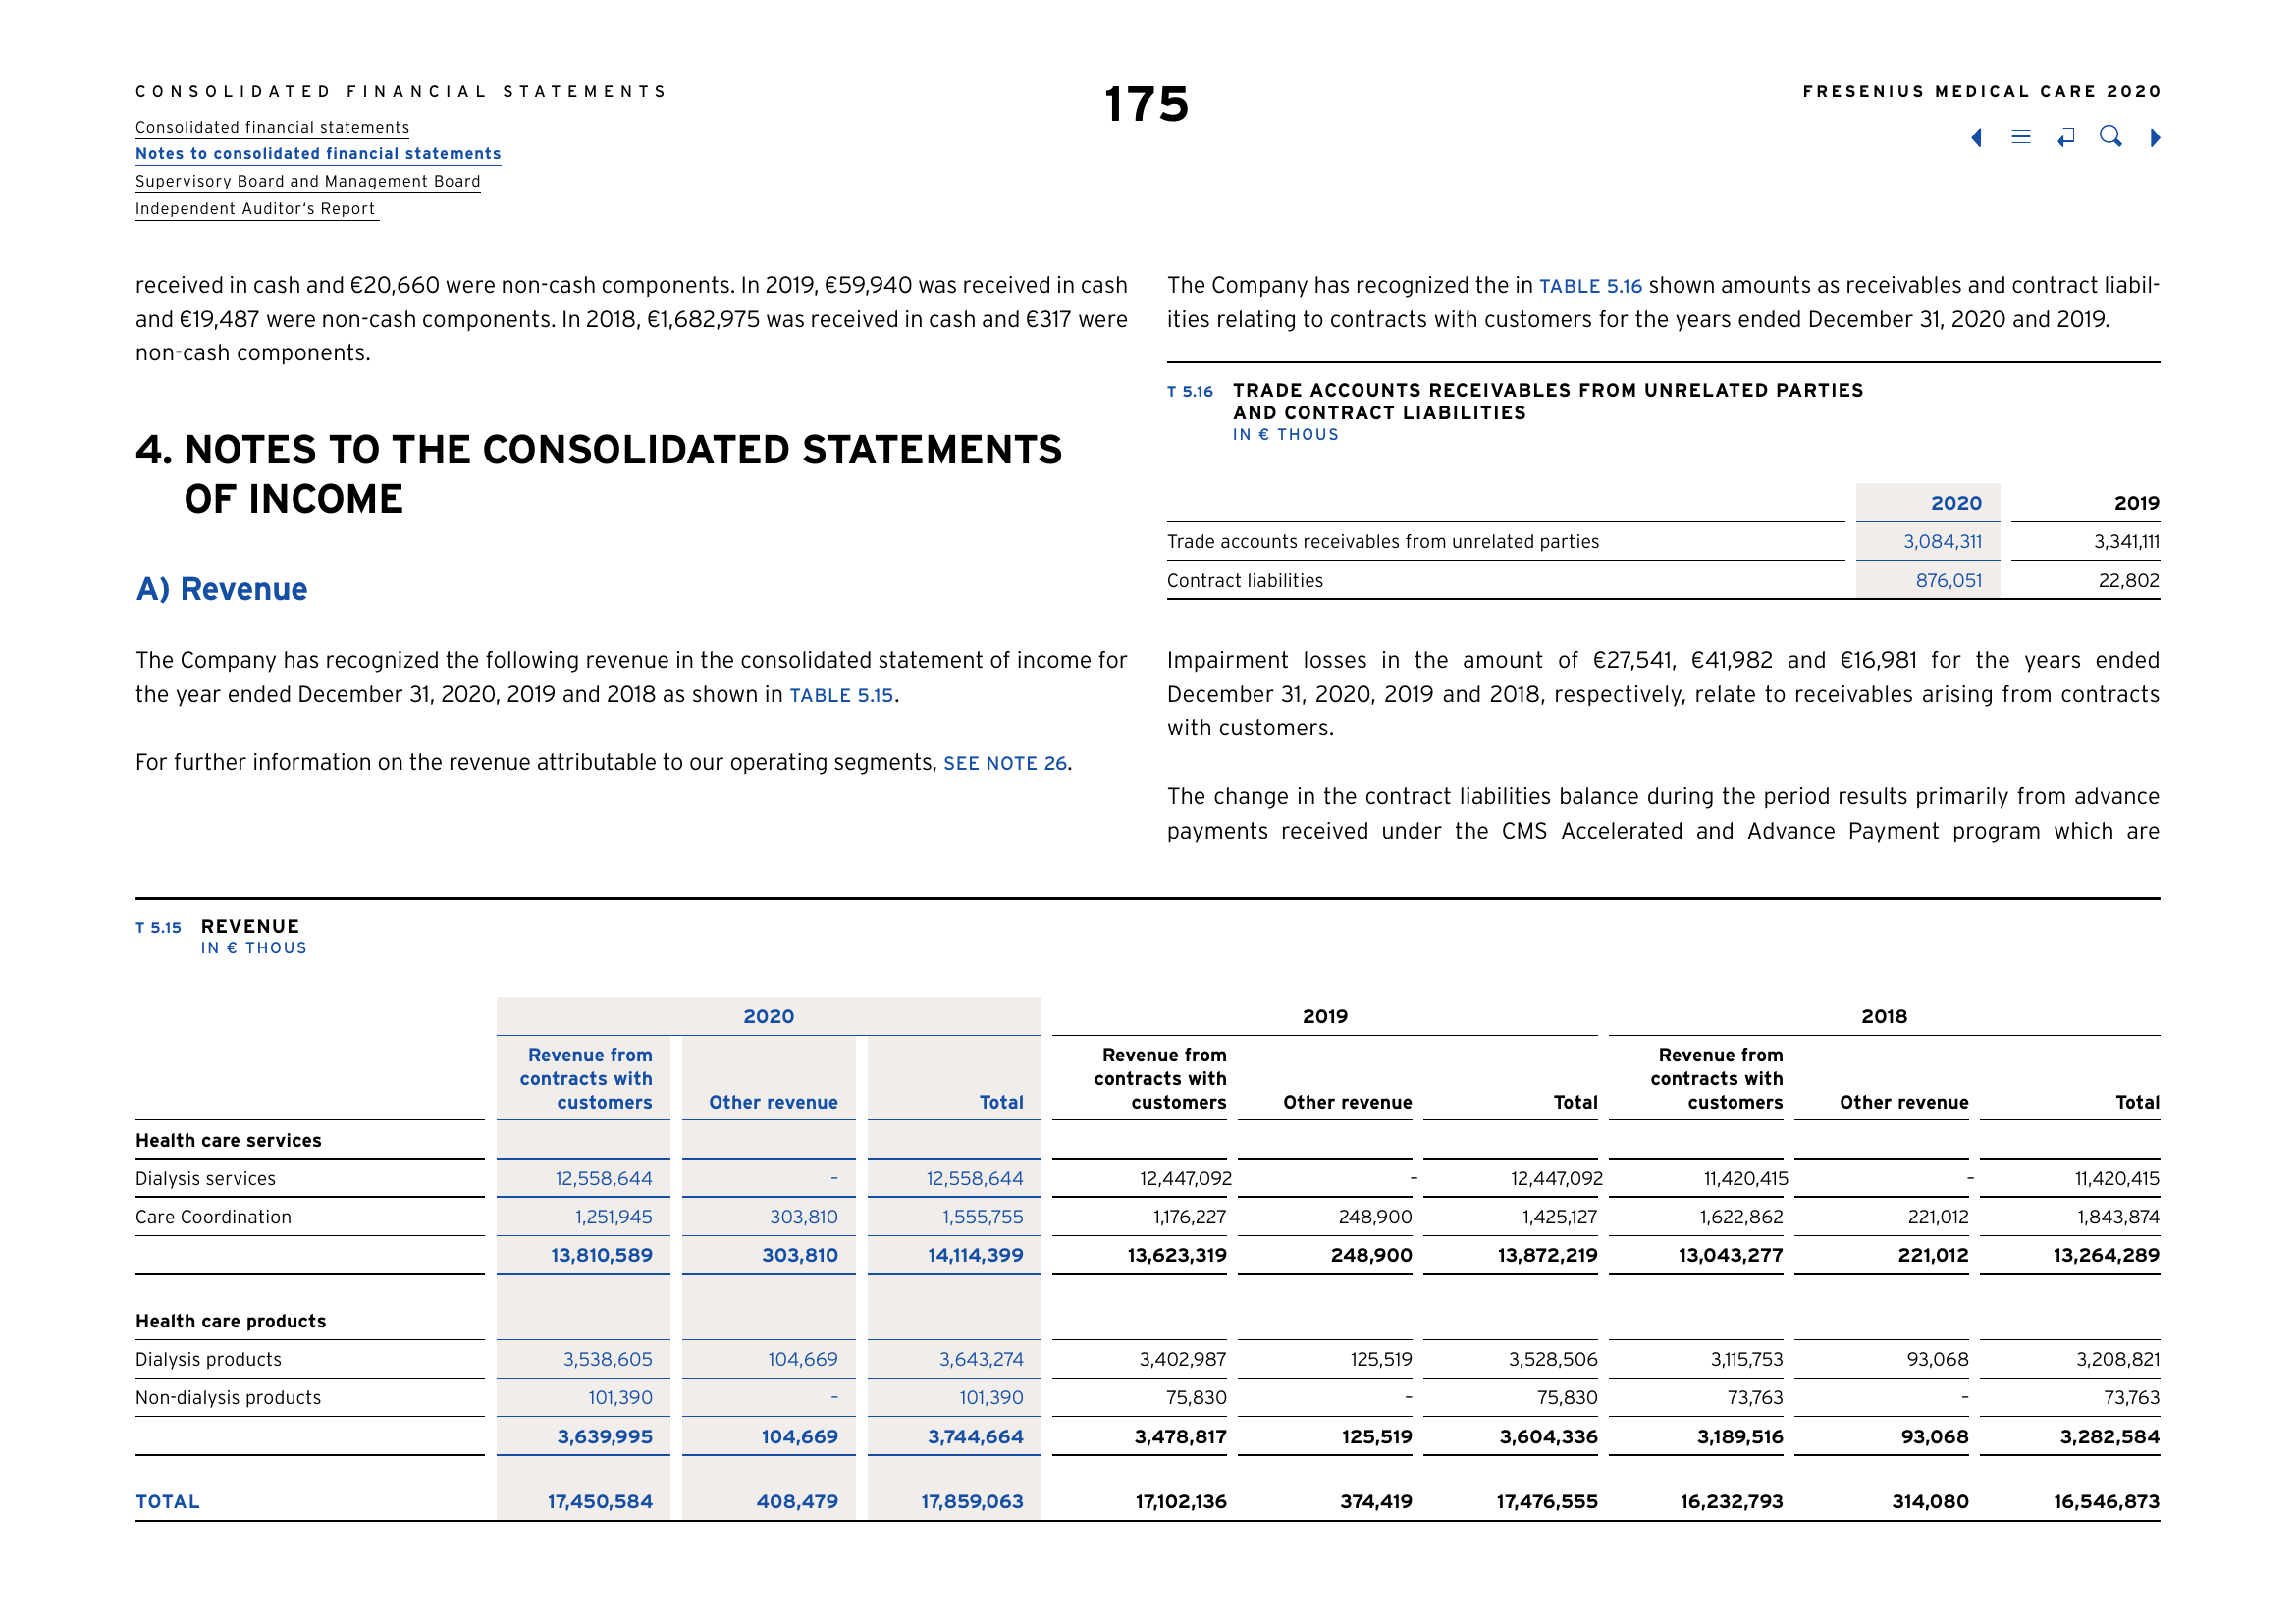 CONSOLIDATED FINANCIAL STATEMENTS
Consolidated financial statements
Notes to consolidated financial statements
Supervisory Board and Management Board
Independent Auditor‘s Report
175
FRESENIUS MEDICAL CARE 2020
received in cash and €20,660 were non-cash components. In 2019, €59,940 was received in cash
and €19,487 were non-cash components. In 2018, €1,682,975 was received in cash and €317 were
non-cash components.
4. NOTES TO THE CONSOLIDATED STATEMENTS
OF INCOME
A) Revenue
The Company has recognized the following revenue in the consolidated statement of income for
the year ended December 31, 2020, 2019 and 2018 as shown in TABLE 5.15.
For further information on the revenue attributable to our operating segments, SEE NOTE 26.
The Company has recognized the in TABLE 5.16 shown amounts as receivables and contract liabil-
ities relating to contracts with customers for the years ended December 31, 2020 and 2019.
T 5.16 TRADE ACCOUNTS RECEIVABLES FROM UNRELATED PARTIES
AND CONTRACT LIABILITIES
IN € THOUS
2020 2019
Trade accounts receivables from unrelated parties 3,084,311 3,341,111
Contract liabilities 876,051 22,802
Impairment losses in the amount of €27,541, €41,982 and €16,981 for the years ended
December 31, 2020, 2019 and 2018, respectively, relate to receivables arising from contracts
with customers.
The change in the contract liabilities balance during the period results primarily from advance
payments received under the CMS Accelerated and Advance Payment program which are
T 5.15 REVENUE
IN € THOUS
2020 2019 2018
Revenue from Revenue from Revenue from
contracts with contracts with contracts with
customers Other revenue Total customers Other revenue Total customers Other revenue Total
Health care services
Dialysis services 12,558,644 – 12,558,644 12,447,092 – 12,447,092 11,420,415 – 11,420,415
Care Coordination 1,251,945 303,810 1,555,755 1,176,227 248,900 1,425,127 1,622,862 221,012 1,843,874
13,810,589 303,810 14,114,399 13,623,319 248,900 13,872,219 13,043,277 221,012 13,264,289
Health care products
Dialysis products 3,538,605 104,669 3,643,274 3,402,987 125,519 3,528,506 3,115,753 93,068 3,208,821
Non-dialysis products 101,390 – 101,390 75,830 – 75,830 73,763 – 73,763
3,639,995 104,669 3,744,664 3,478,817 125,519 3,604,336 3,189,516 93,068 3,282,584
TOTAL 17,450,584 408,479 17,859,063 17,102,136 374,419 17,476,555 16,232,793 314,080 16,546,873